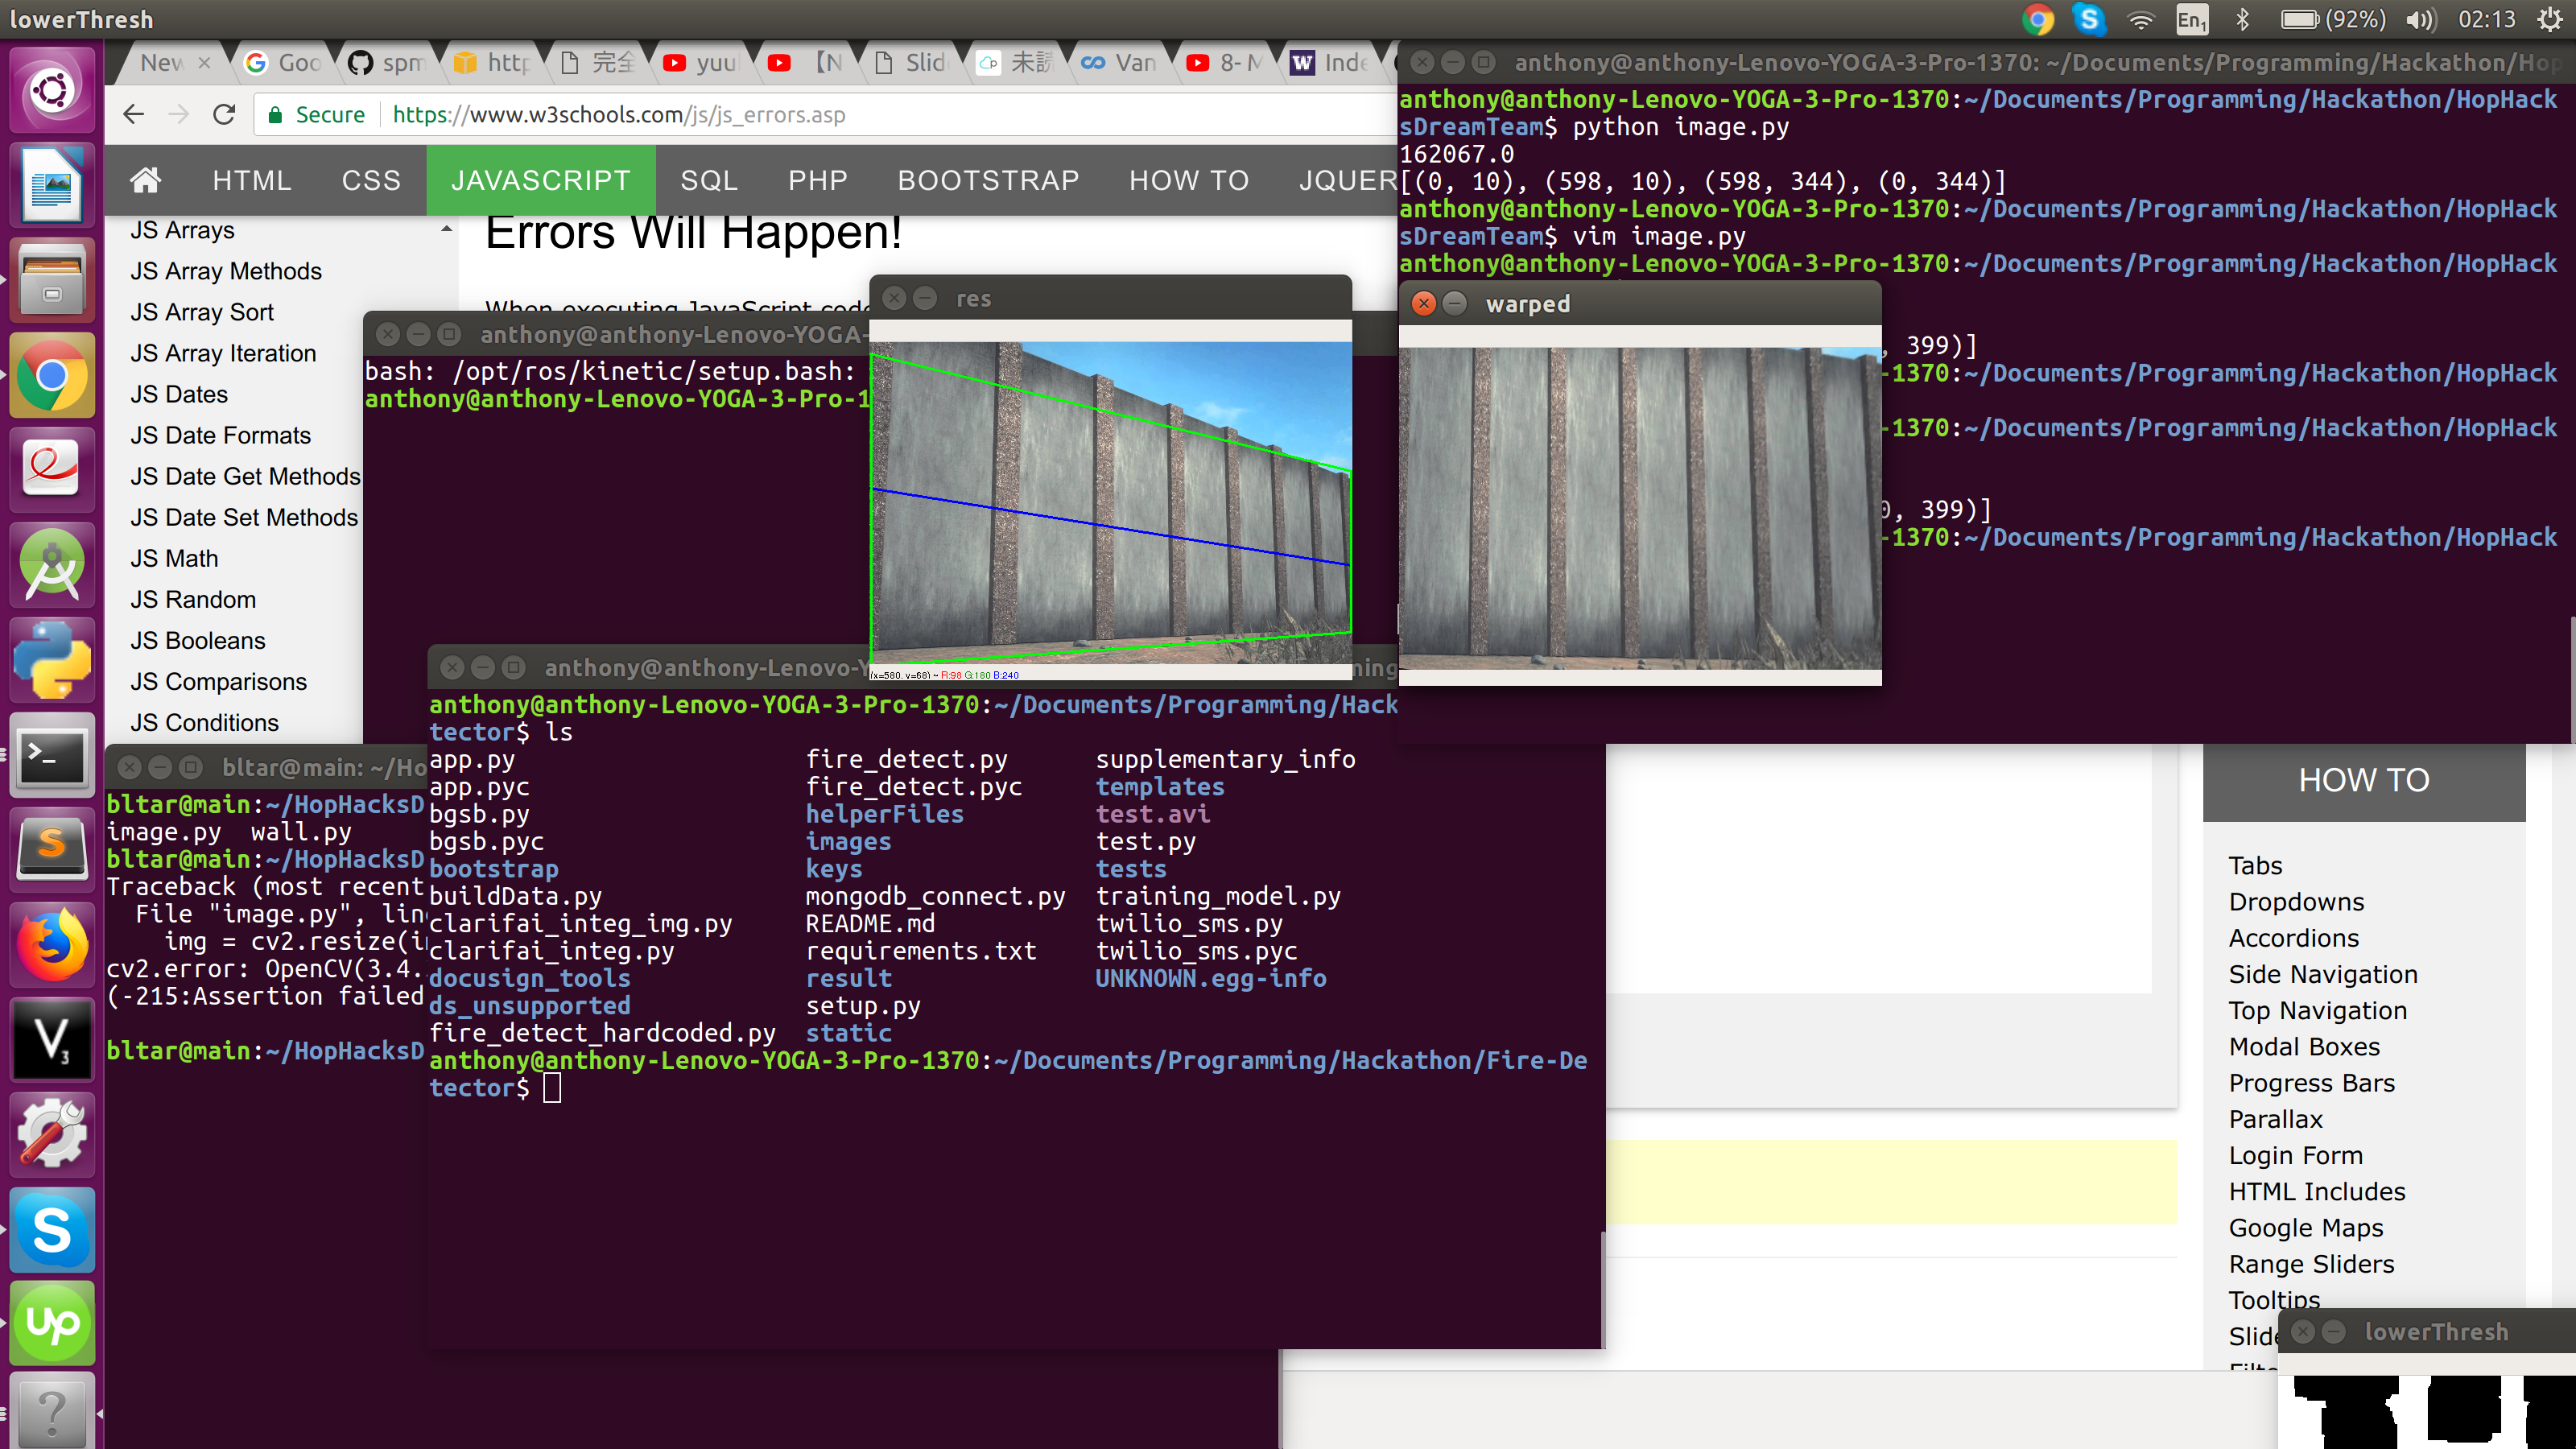 lowerThresh
En1
(92%)
02:13
New
Goo
spm
http
完全
yuu
【N
Slid
未読
Van
8- M
Inde
Secure
https://www.w3schools.com/js/js_errors.asp
HTML
CSS
JAVASCRIPT
SQL
PHP
BOOTSTRAP
HOW TO
JQUER
JS Arrays
JS Array Methods
JS Array Sort
JS Array Iteration
JS Dates
JS Date Formats
JS Date Get Methods
JS Date Set Methods
JS Math
JS Random
JS Booleans
JS Comparisons
JS Conditions
Errors Will Happen!
When executing JavaScript code
anthony@anthony-Lenovo-YOGA-3-Pro-1370: ~/Documents/Programming/Hackathon/Hop
anthony@anthony-Lenovo-YOGA-3-Pro-1370:~/Documents/Programming/Hackathon/HopHack
sDreamTeam$ python image.py
162067.0
[(0, 10), (598, 10), (598, 344), (0, 344)]
anthony@anthony-Lenovo-YOGA-3-Pro-1370:~/Documents/Programming/Hackathon/HopHack
sDreamTeam$ vim image.py
anthony@anthony-Lenovo-YOGA-3-Pro-1370:~/Documents/Programming/Hackathon/HopHack
, 399)]
-1370:~/Documents/Programming/Hackathon/HopHack
-1370:~/Documents/Programming/Hackathon/HopHack
0, 399)]
-1370:~/Documents/Programming/Hackathon/HopHack
res
(x=580, y=68) ~ R:98 G:180 B:240
warped
anthony@anthony-Lenovo-YOGA-
bash: /opt/ros/kinetic/setup.bash:
anthony@anthony-Lenovo-YOGA-3-Pro-1
anthony@anthony-Lenovo-Y
ming
anthony@anthony-Lenovo-YOGA-3-Pro-1370:~/Documents/Programming/Hack
tector$ ls
app.py fire_detect.py supplementary_info
app.pyc fire_detect.pyc templates
bgsb.py helperFiles test.avi
bgsb.pyc images test.py
bootstrap keys tests
buildData.py mongodb_connect.py training_model.py
clarifai_integ_img.py README.md twilio_sms.py
clarifai_integ.py requirements.txt twilio_sms.pyc
docusign_tools result UNKNOWN.egg-info
ds_unsupported setup.py
fire_detect_hardcoded.py static
anthony@anthony-Lenovo-YOGA-3-Pro-1370:~/Documents/Programming/Hackathon/Fire-De
tector$
bltar@main: ~/Ho
bltar@main:~/HopHacksD
image.py wall.py
bltar@main:~/HopHacksD
Traceback (most recent
File "image.py", lin
img = cv2.resize(i
cv2.error: OpenCV(3.4.
(-215:Assertion failed
bltar@main:~/HopHacksD
HOW TO
Tabs
Dropdowns
Accordions
Side Navigation
Top Navigation
Modal Boxes
Progress Bars
Parallax
Login Form
HTML Includes
Google Maps
Range Sliders
Tooltips
Slide
lowerThresh